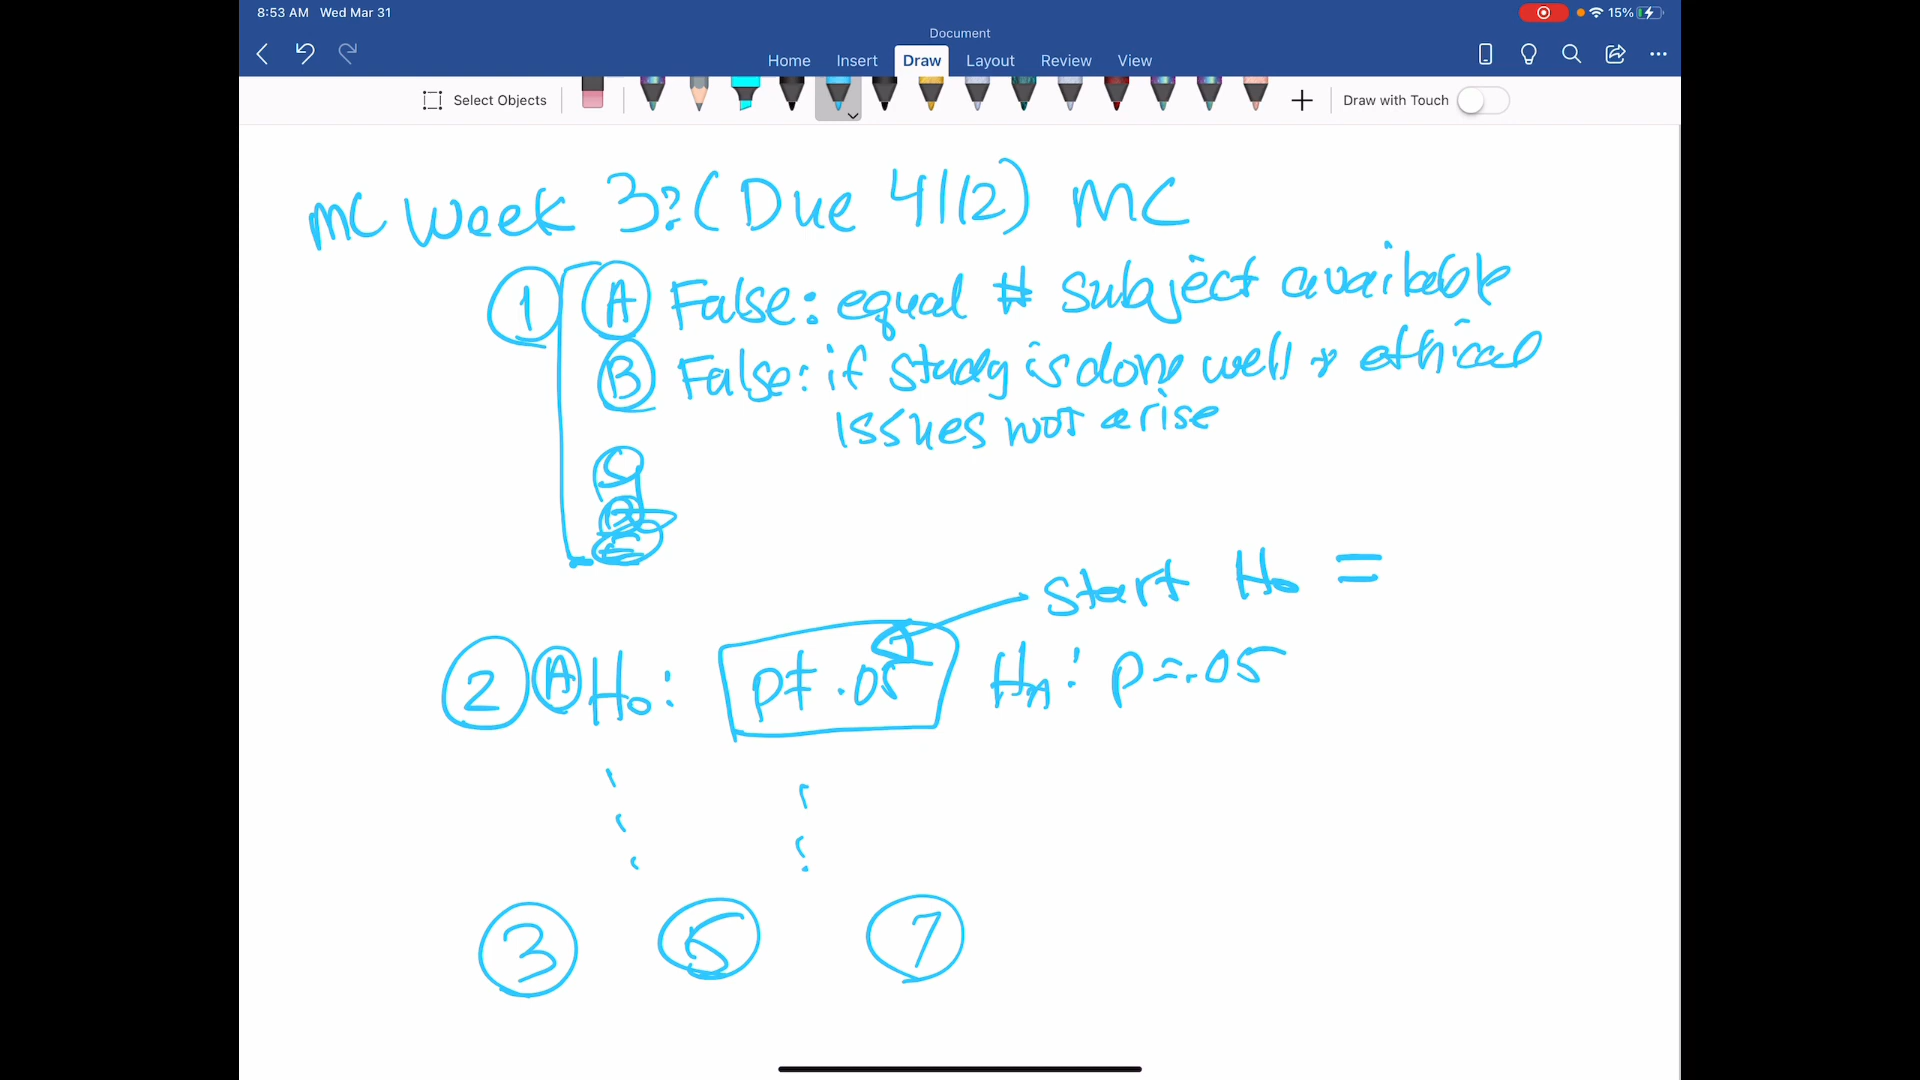 8:53 AM Wed Mar 31
15%
Document
Home Insert Draw Layout Review View
Select Objects
Draw with Touch
MC Week 3: (Due 4/12) MC
1 A False: equal # subject available
B False: if study is done well & ethical
issues not arise
C
D
E
Start H₀ =
2 A H₀: p≠.05 Hₐ: p=.05
3 5 7